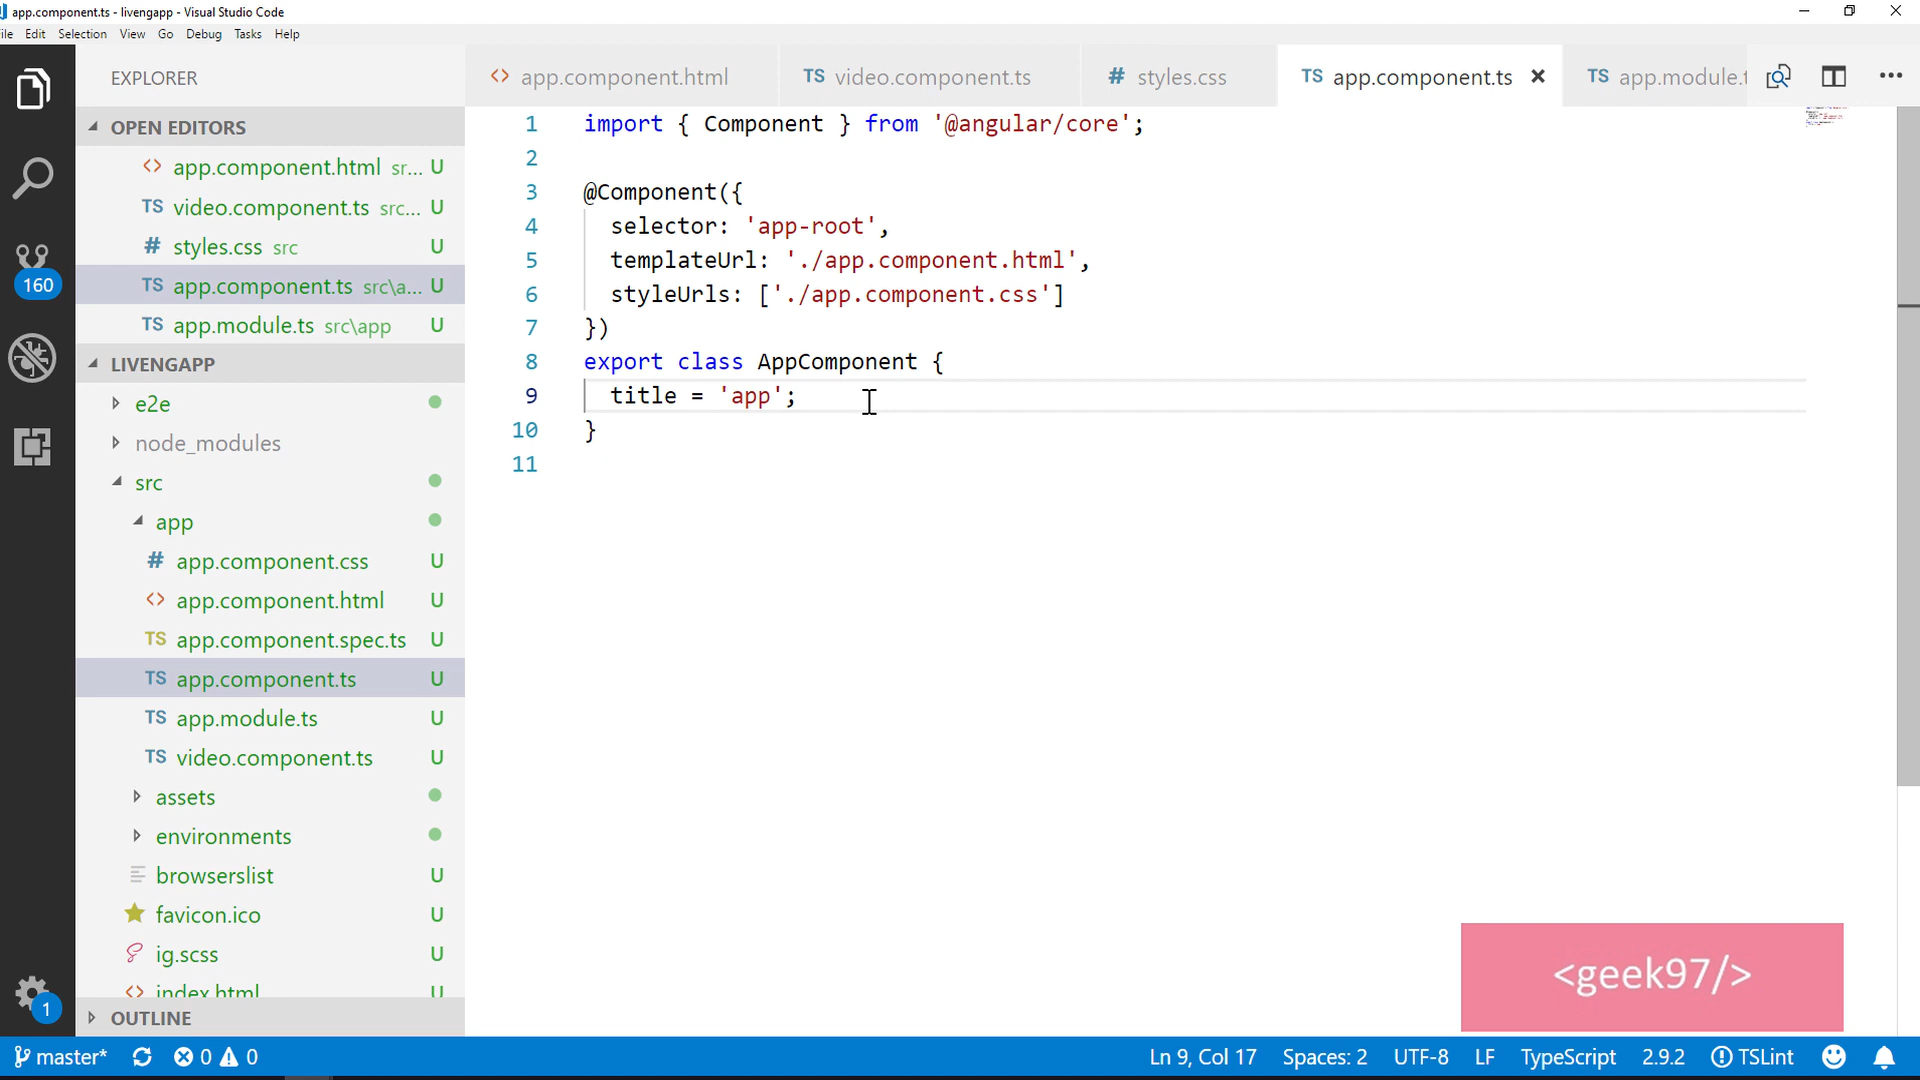 app.component.ts - livengapp - Visual Studio Code
ile Edit Selection View Go Debug Tasks Help
EXPLORER
OPEN EDITORS
<> app.component.html sr... U
TS video.component.ts src... U
# styles.css src U
TS app.component.ts src\a... U
TS app.module.ts src\app U
LIVENGAPP
e2e
node_modules
src
app
# app.component.css U
<> app.component.html U
TS app.component.spec.ts U
TS app.component.ts U
TS app.module.ts U
TS video.component.ts U
assets
environments
browserslist U
favicon.ico U
ig.scss U
<> index.html U
OUTLINE
160
1
<> app.component.html TS video.component.ts # styles.css TS app.component.ts TS app.module.t
1 import { Component } from '@angular/core';
2
3 @Component({
4 selector: 'app-root',
5 templateUrl: './app.component.html',
6 styleUrls: ['./app.component.css']
7 })
8 export class AppComponent {
9 title = 'app';
10 }
11
<geek97/>
master* 0 0 Ln 9, Col 17 Spaces: 2 UTF-8 LF TypeScript 2.9.2 TSLint